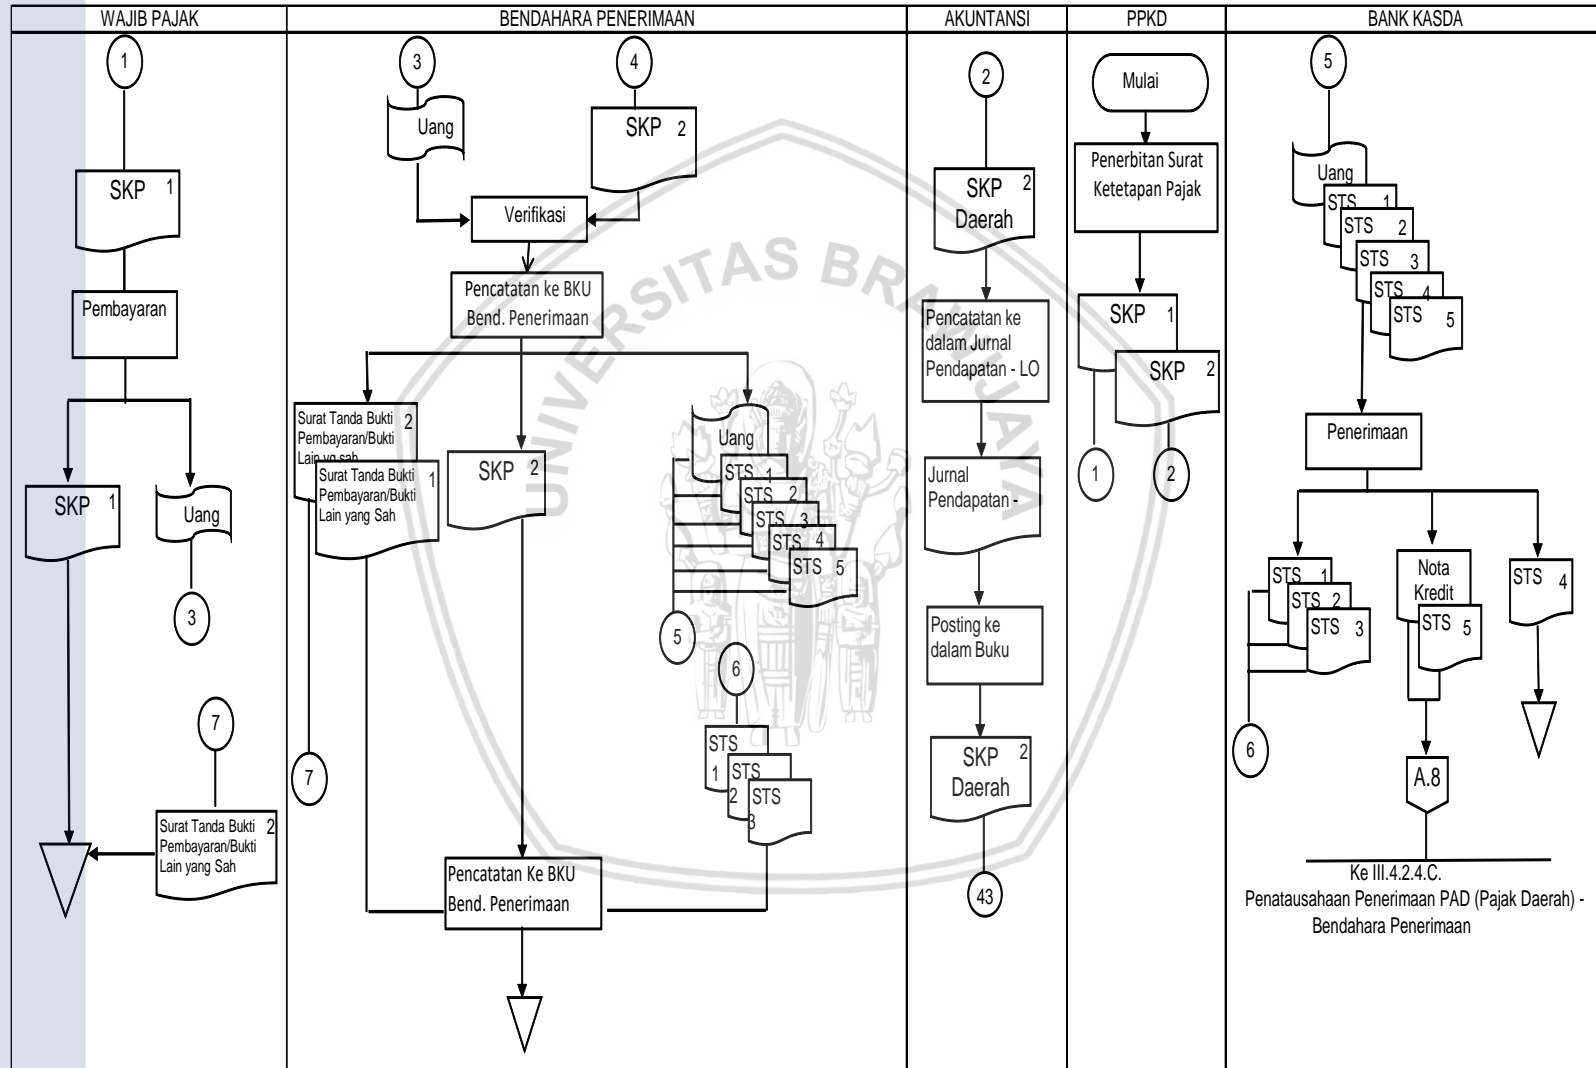 WAJIB PAJAK
1
SKP 1
Pembayaran
SKP 1
Uang
3
7
Surat Tanda Bukti 2
Pembayaran/Bukti
Lain yang Sah
BENDAHARA PENERIMAAN
3
4
Uang
SKP 2
Verifikasi
Pencatatan ke BKU
Bend. Penerimaan
Surat Tanda Bukti 2
Pembayaran/Bukti
Lain yg sah
Surat Tanda Bukti 1
Pembayaran/Bukti
Lain yang Sah
SKP 2
Uang
STS 1
STS 2
STS 3
STS 4
STS 5
5
6
7
STS
1
STS
2
STS
3
Pencatatan Ke BKU
Bend. Penerimaan
AKUNTANSI
2
SKP 2
Daerah
Pencatatan ke
dalam Jurnal
Pendapatan - LO
Jurnal
Pendapatan -
Posting ke
dalam Buku
SKP 2
Daerah
43
PPKD
Mulai
Penerbitan Surat
Ketetapan Pajak
SKP 1
SKP 2
1
2
BANK KASDA
5
Uang
STS 1
STS 2
STS 3
STS 4
STS 5
Penerimaan
STS 1
STS 2
STS 3
Nota
Kredit
STS 5
STS 4
6
A.8
Ke III.4.2.4.C.
Penatausahaan Penerimaan PAD (Pajak Daerah) -
Bendahara Penerimaan
UNIVERSITAS BRAWIJAYA